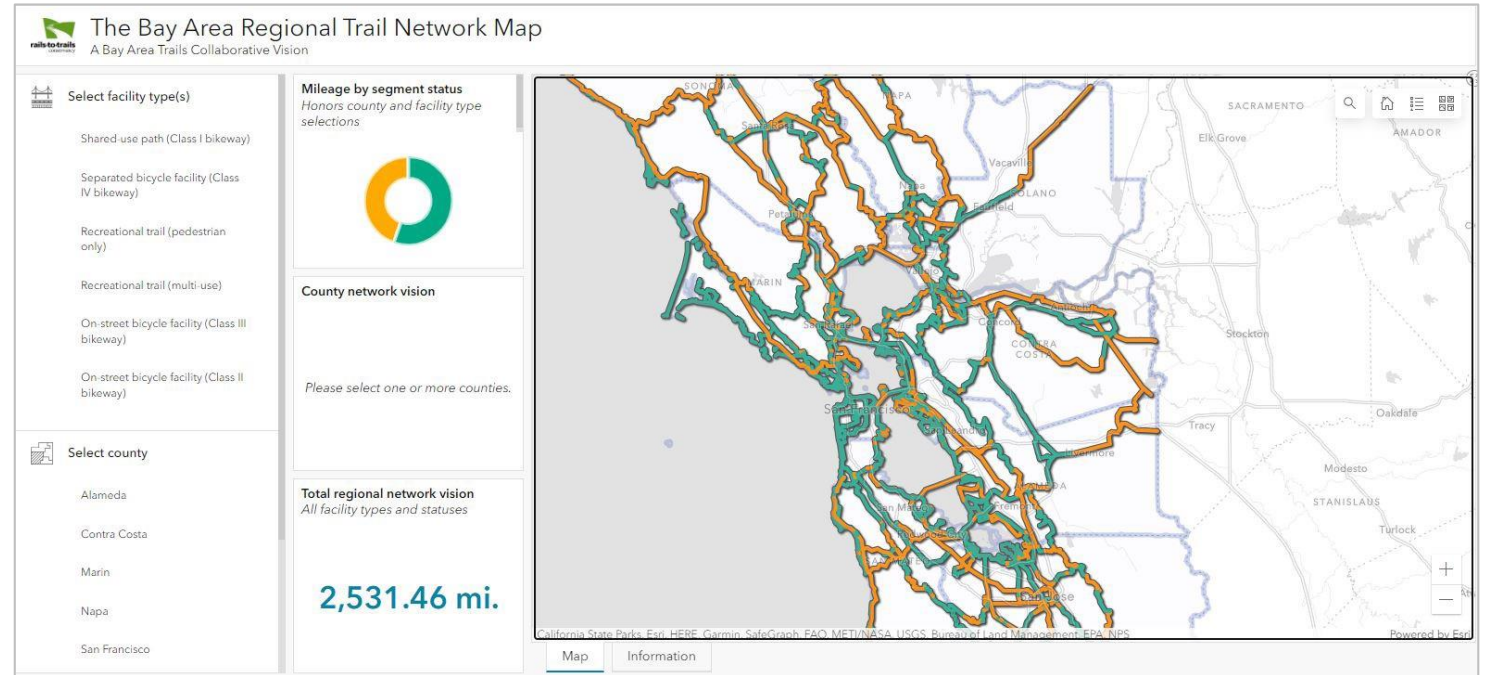 The Bay Area Regional Trail Network Map
rails-to-trails
A Bay Area Trails Collaborative Vision
Select facility type(s)
Shared-use path (Class I bikeway)
Separated bicycle facility (Class
IV bikeway)
Recreational trail (pedestrian
only)
Recreational trail (multi-use)
On-street bicycle facility (Class III
bikeway)
On-street bicycle facility (Class II
bikeway)
Select county
Alameda
Contra Costa
Marin
Napa
San Francisco
Mileage by segment status
Honors county and facility type
selections
County network vision
Please select one or more counties.
Total regional network vision
All facility types and statuses
2,531.46 mi.
SACRAMENTO
AMADOR
Elk Grove
Vacaville
Napa
MARIN
Concord
CONTRA
COSTA
Stockton
San Francisco
Oakdale
Tracy
Livermore
Modesto
STANISLAUS
Turlock
San Mateo
Fremont
San Jose
California State Parks, Esri, HERE, Garmin, SafeGraph, FAO, METI/NASA, USGS, Bureau of Land Management, EPA, NPS
Powered by Esri
Map
Information